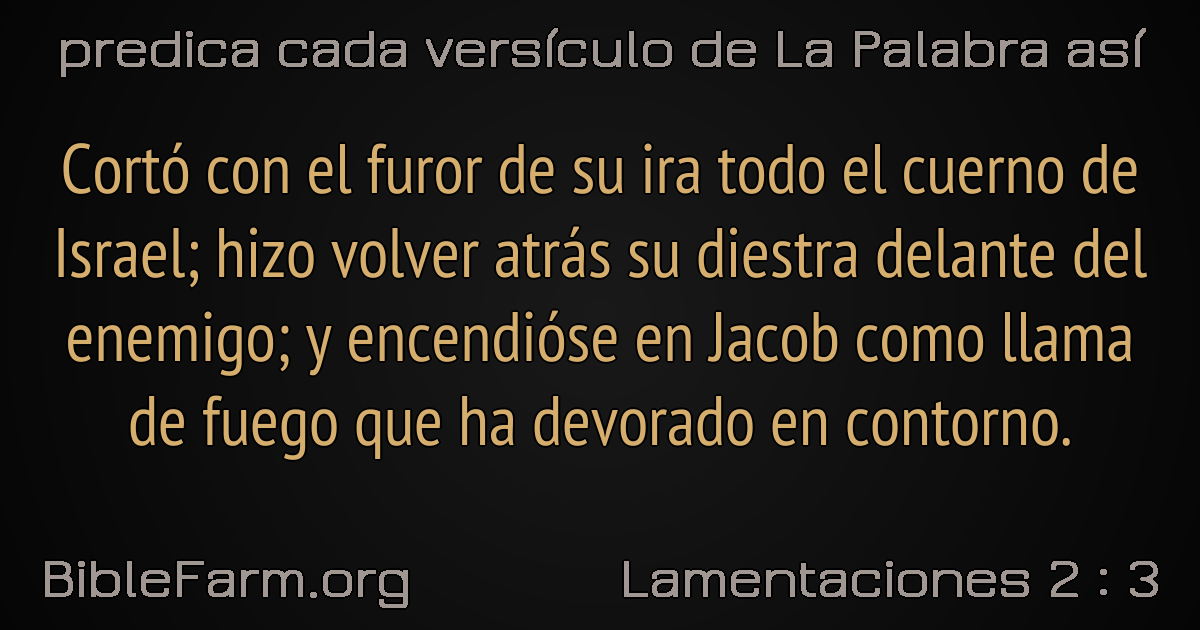 predica cada versículo de La Palabra así
Cortó con el furor de su ira todo el cuerno de
Israel; hizo volver atrás su diestra delante del
enemigo; y encendióse en Jacob como llama
de fuego que ha devorado en contorno.
BibleFarm.org
Lamentaciones 2 : 3